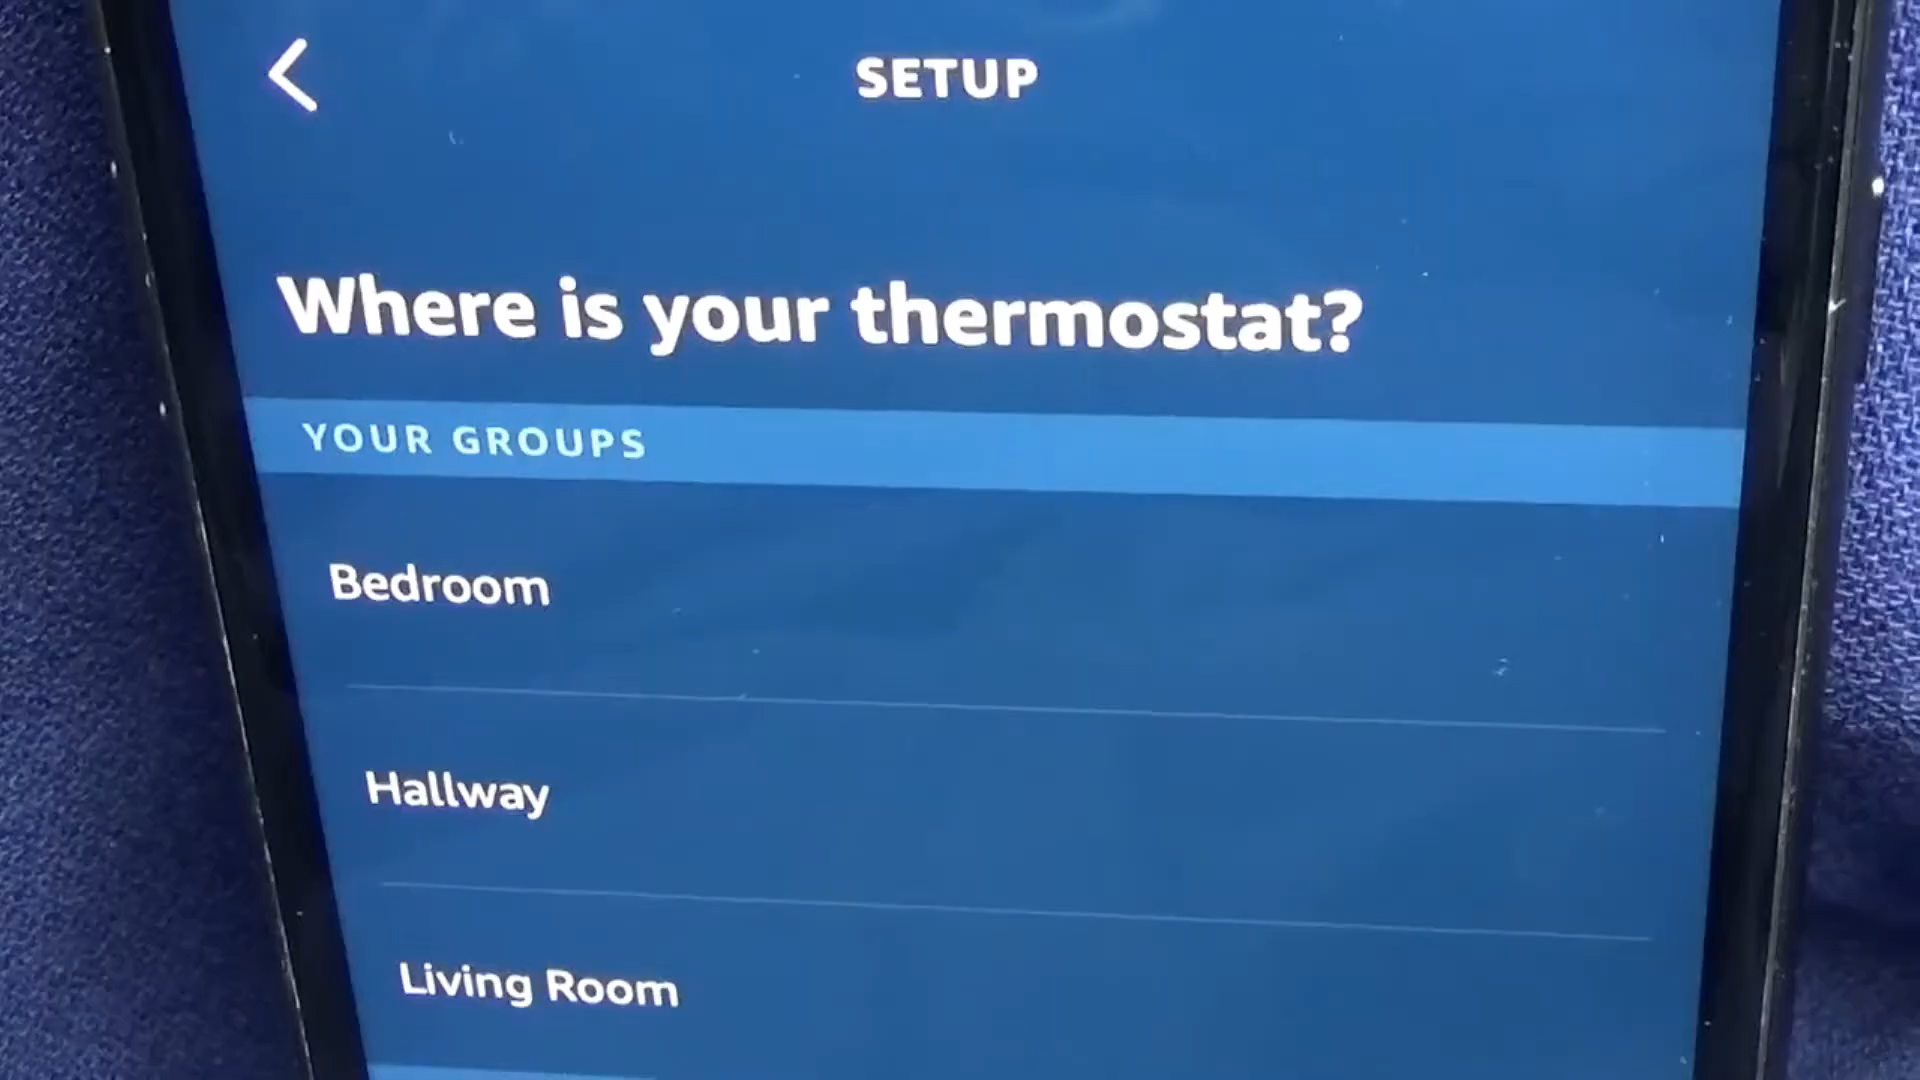 SETUP
Where is your thermostat?
YOUR GROUPS
Bedroom
Hallway
Living Room